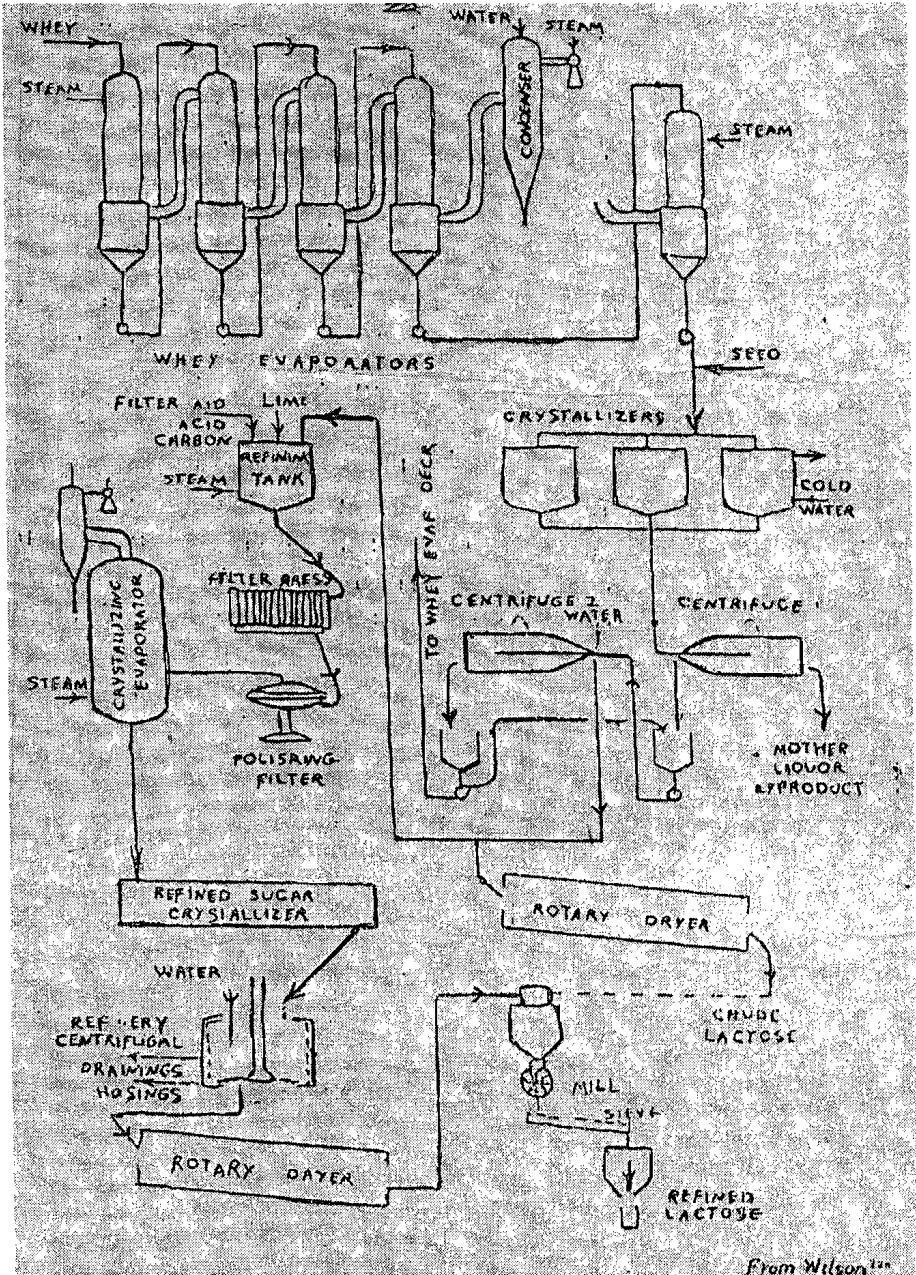 WHEY
STEAM
WATER
STEAM
CONDENSER
STEAM
WHEY EVAPORATORS
SEED
FILTER AID
ACID
CARBON
LIME
REFINING
TANK
STEAM
CRYSTALLIZERS
COLD
WATER
TO WHEY EVAP
FILTER PRESS
CENTRIFUGE 2
WATER
CENTRIFUGE 1
CRYSTALLIZING
EVAPORATOR
STEAM
POLISHING
FILTER
MOTHER
LIQUOR
BYPRODUCT
REFINED SUGAR
CRYSTALLIZER
ROTARY DRYER
WATER
REFINERY
CENTRIFUGAL
DRAWINGS
HOSINGS
CRUDE
LACTOSE
MILL
SIEVE
ROTARY DRYER
REFINED
LACTOSE
From Wilson